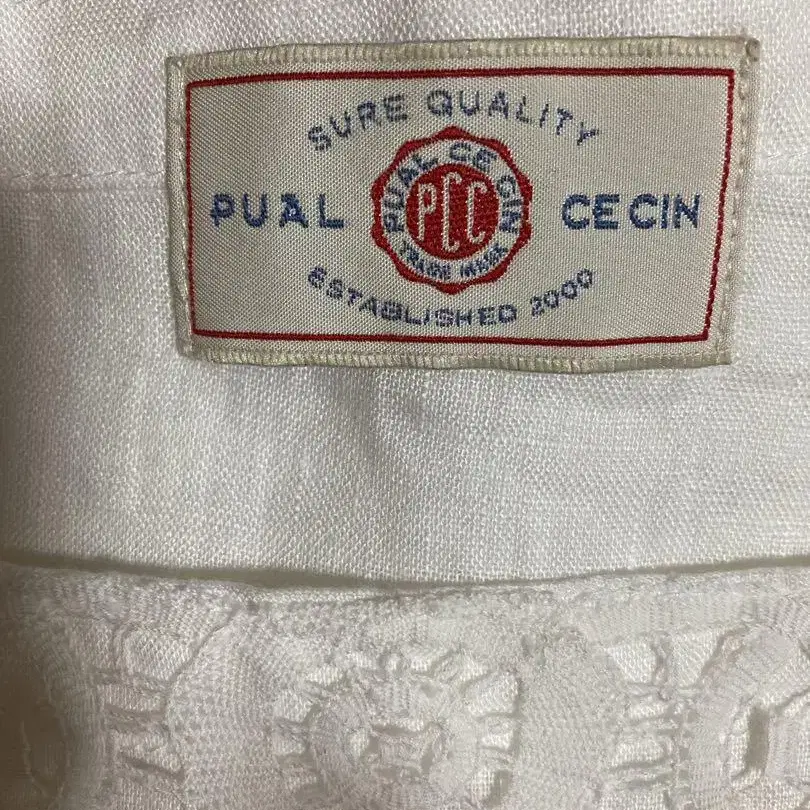 SURE QUALITY
PUAL CE CIN
PUAL CE CIN
PCC
TRADE MARK
ESTABLISHED 2000